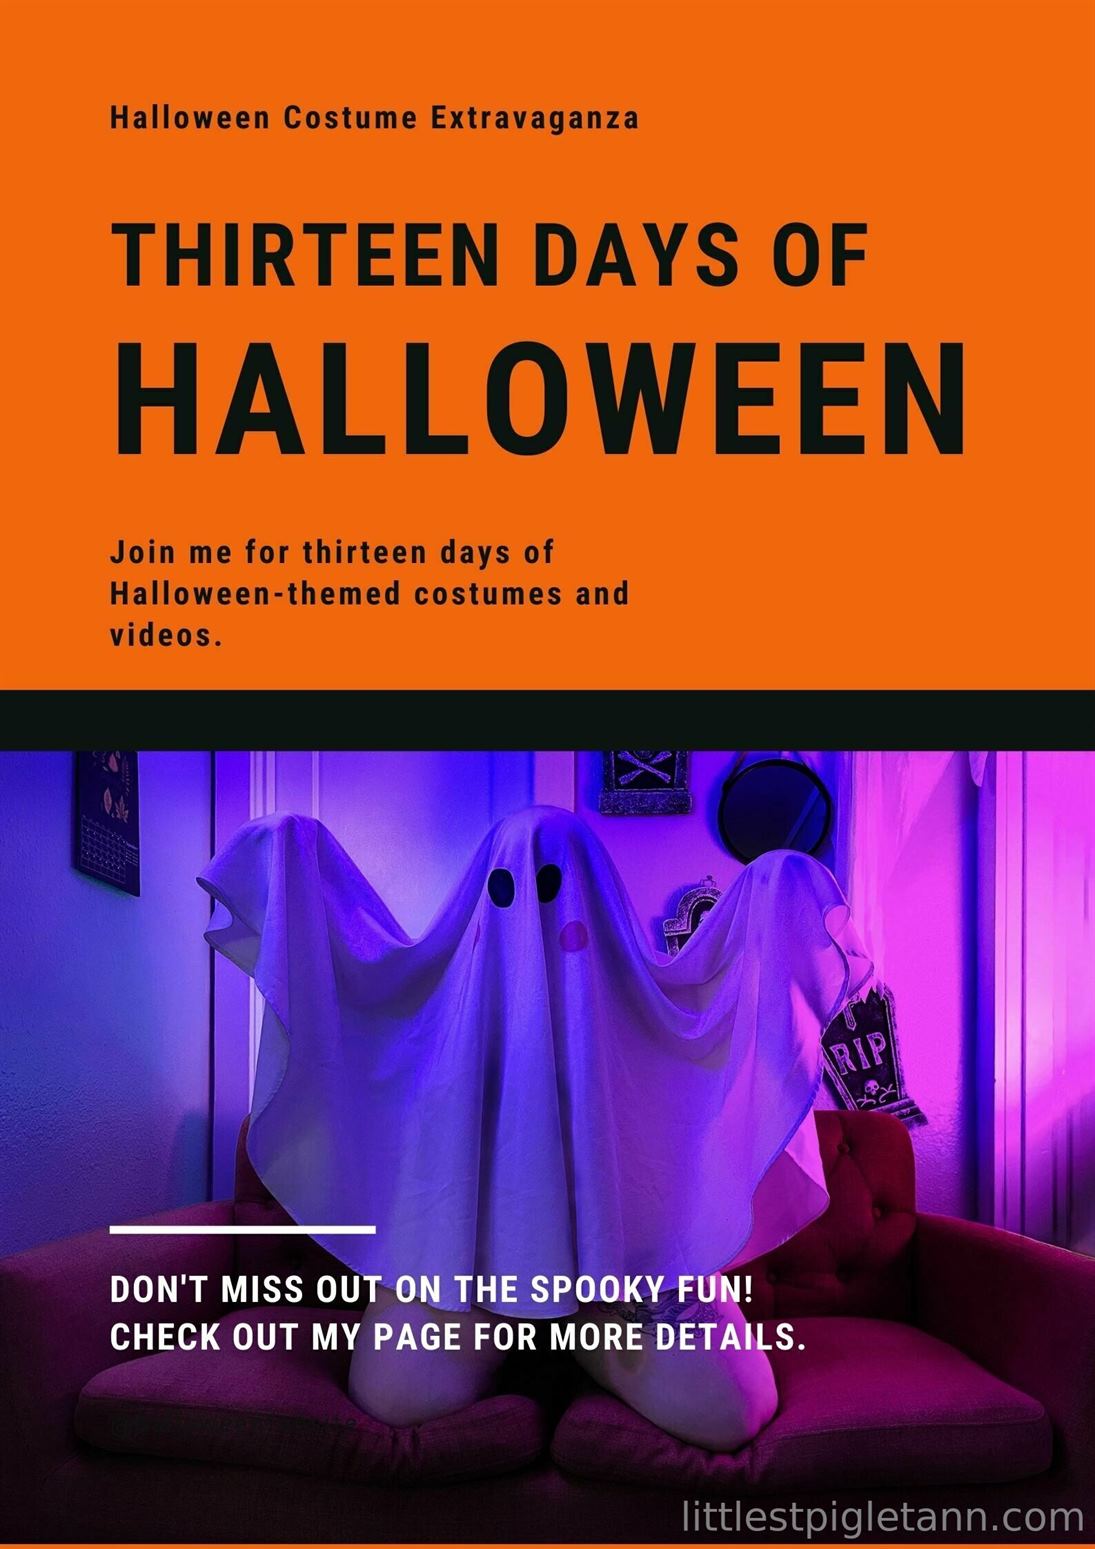 Halloween Costume Extravaganza
THIRTEEN DAYS OF
HALLOWEEN
Join me for thirteen days of
Halloween-themed costumes and
videos.
RIP
DON'T MISS OUT ON THE SPOOKY FUN!
CHECK OUT MY PAGE FOR MORE DETAILS.
littlestpigletann.com